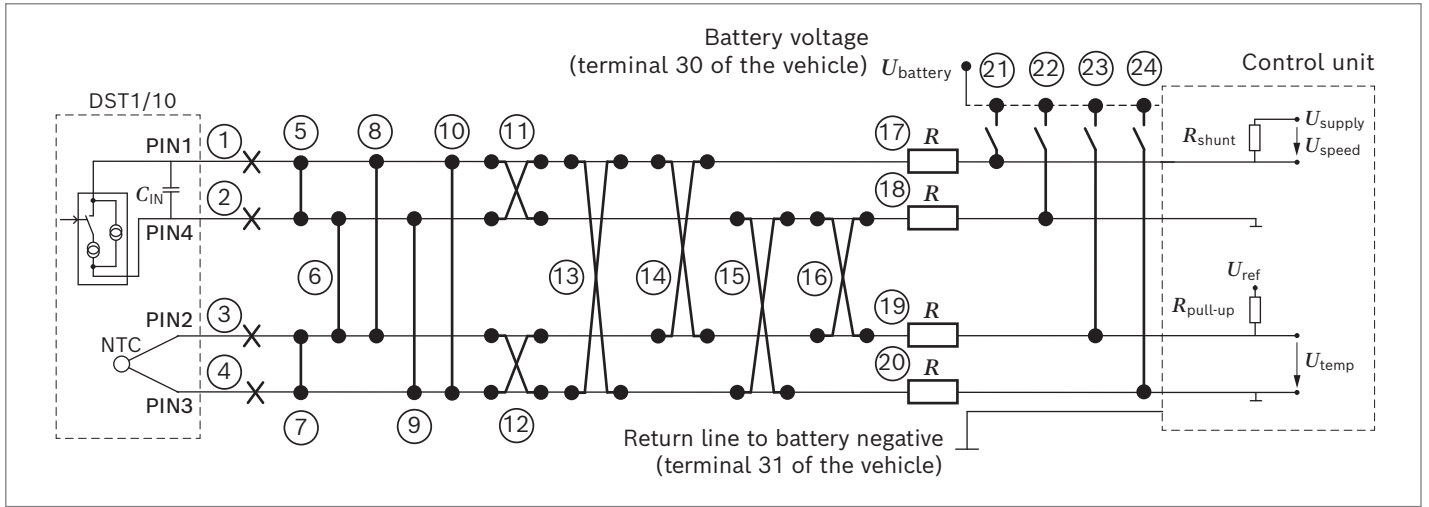 Battery voltage
(terminal 30 of the vehicle) Ubattery
21 22 23 24
Control unit
DST1/10
1 5 8 10 11 17 R
PIN1
Rshunt Usupply
Uspeed
CIN
2 18 R
PIN4
6 13 14 15 16
Uref
3 19 R
PIN2
Rpull-up
NTC
4 20 R
Utemp
PIN3
7 9 12
Return line to battery negative
(terminal 31 of the vehicle)